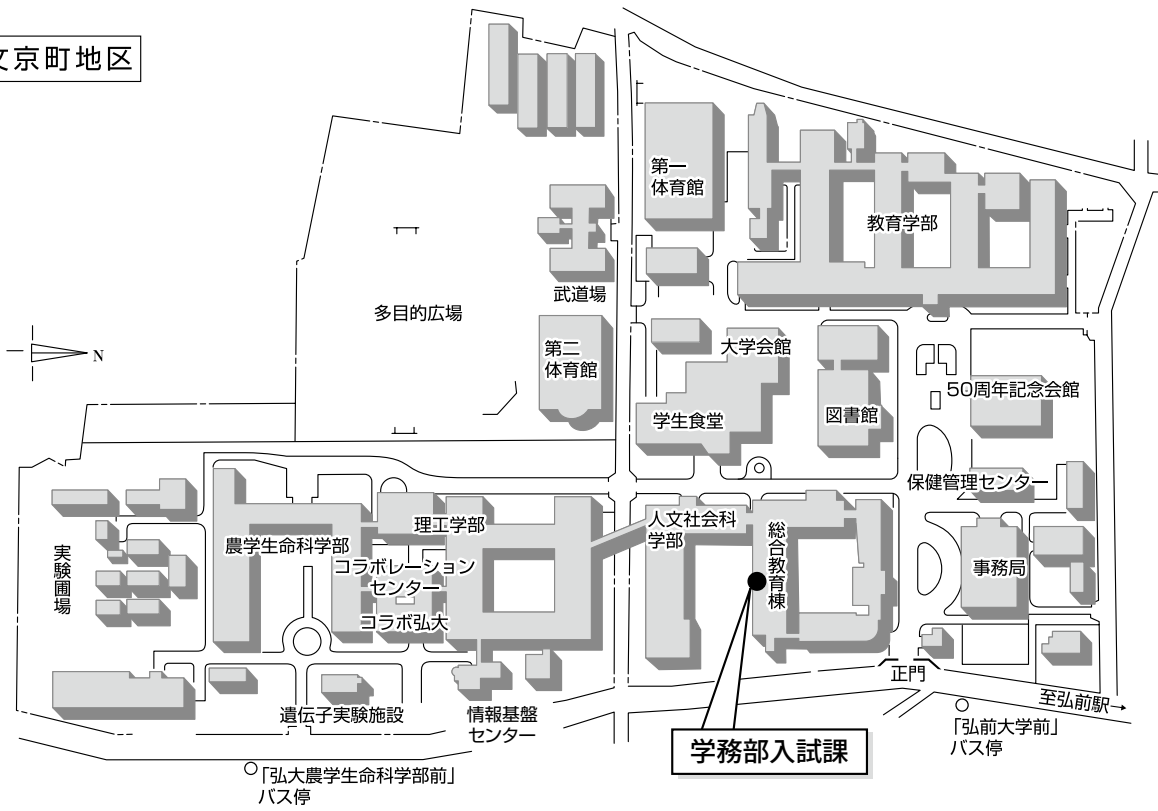 文京町地区
第一
体育館
教育学部
武道場
多目的広場
N
第二
体育館
大学会館
学生食堂
図書館
50周年記念会館
保健管理センター
理工学部
人文社会科
学部
総合教育棟
農学生命科学部
コラボレーション
センター
コラボ弘大
事務局
実験圃場
正門
至弘前駅→
遺伝子実験施設
情報基盤
センター
学務部入試課
「弘前大学前」
バス停
「弘大農学生命科学部前」
バス停